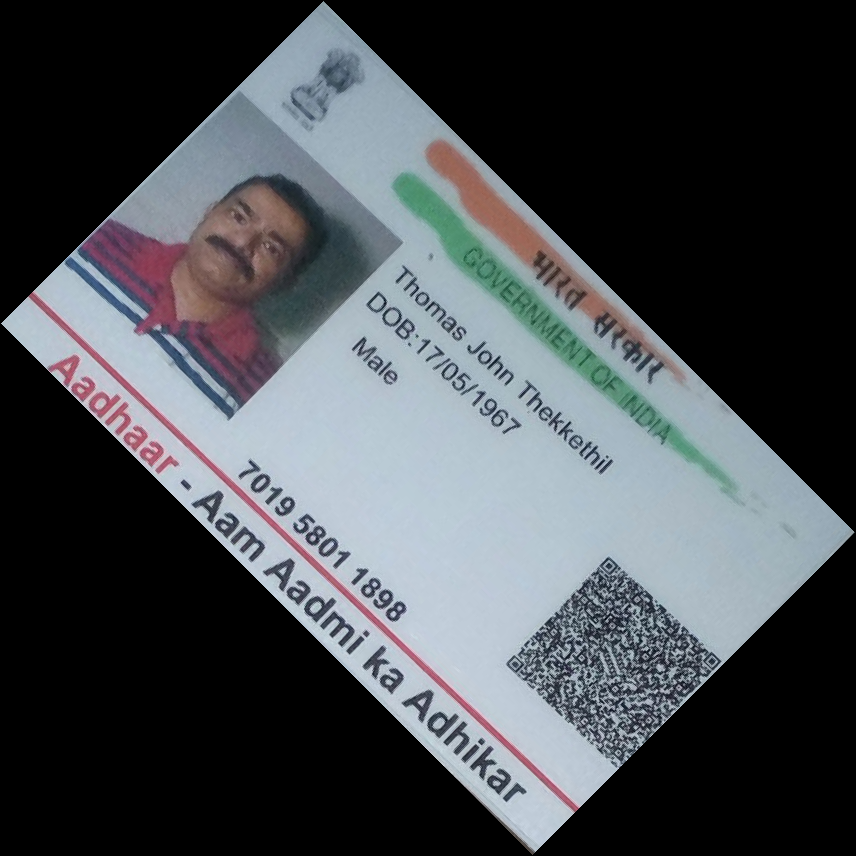 भारत सरकार
GOVERNMENT OF INDIA
Thomas John Thekkethil
DOB:17/05/1967
Male
7019 5801 1898
Aadhaar - Aam Aadmi ka Adhikar